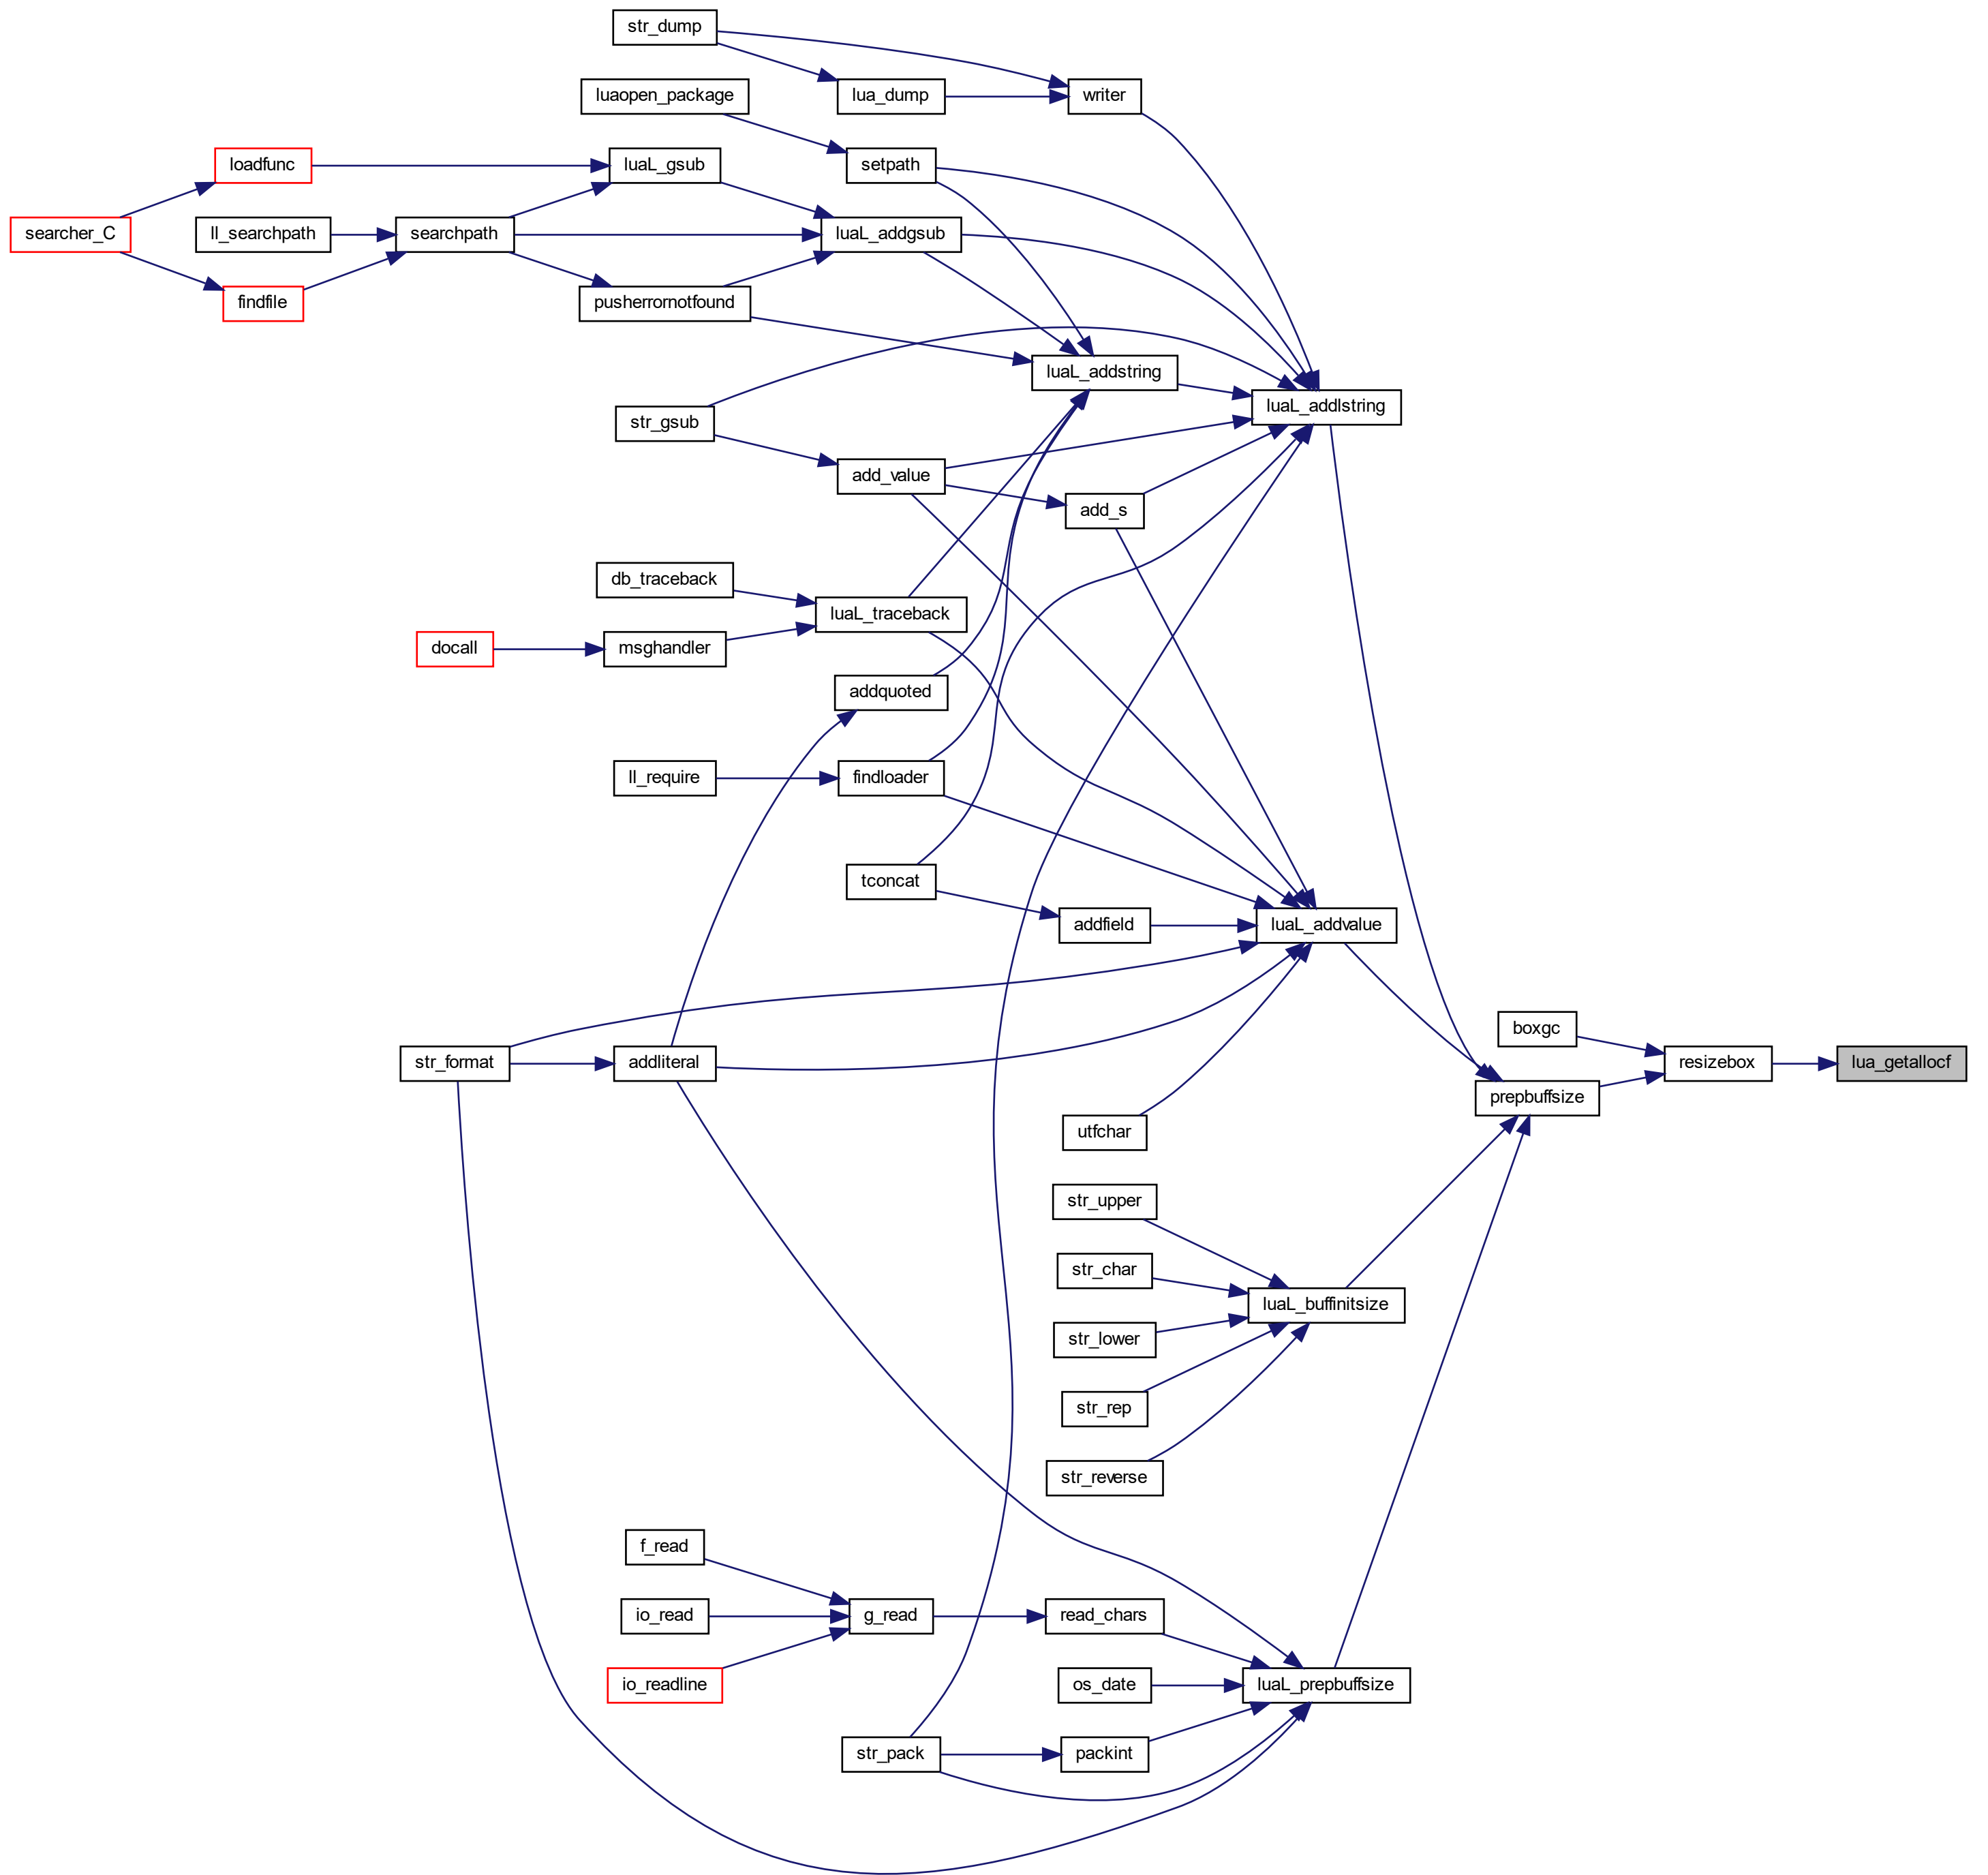 str_dump
luaopen_package
lua_dump
writer
loadfunc
luaL_gsub
setpath
searcher_C
ll_searchpath
searchpath
luaL_addgsub
findfile
pusherrornotfound
luaL_addstring
luaL_addlstring
str_gsub
add_value
add_s
db_traceback
luaL_traceback
docall
msghandler
addquoted
ll_require
findloader
tconcat
addfield
luaL_addvalue
boxgc
str_format
addliteral
resizebox
lua_getallocf
prepbuffsize
utfchar
str_upper
str_char
luaL_buffinitsize
str_lower
str_rep
str_reverse
f_read
io_read
g_read
read_chars
io_readline
os_date
luaL_prepbuffsize
str_pack
packint